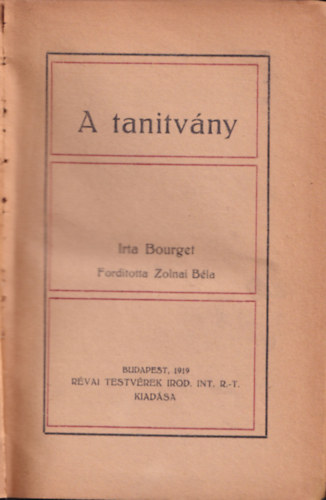 A tanitvány
Irta Bourget
Forditotta Zolnai Béla
BUDAPEST, 1919
RÉVAI TESTVÉREK IROD. INT. R.-T.
KIADÁSA